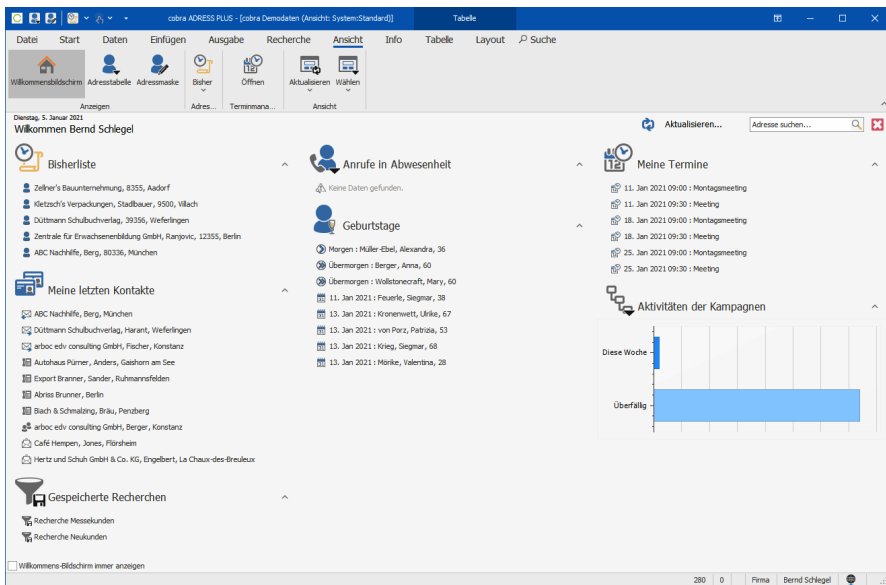 cobra ADRESS PLUS - [cobra Demodaten (Ansicht: System:Standard)]
Tabelle
Datei Start Daten Einfügen Ausgabe Recherche Ansicht Info Tabelle Layout Suche
Willkommensbildschirm Adresstabelle Adressmaske Bisher Öffnen Aktualisieren Wählen
Anzeigen Adres... Terminmana... Ansicht
Dienstag, 5. Januar 2021
Willkommen Bernd Schlegel
Aktualisieren...
Adresse suchen...
Bisherliste
Zellner's Bauunternehmung, 8355, Aadorf
Kletzsch's Verpackungen, Stadlbauer, 9500, Villach
Düttmann Schulbuchverlag, 39356, Weferlingen
Zentrale für Erwachsenenbildung GmbH, Ranjovic, 12355, Berlin
ABC Nachhilfe, Berg, 80336, München
Meine letzten Kontakte
ABC Nachhilfe, Berg, München
Düttmann Schulbuchverlag, Harant, Weferlingen
arboc edv consulting GmbH, Fischer, Konstanz
Autohaus Pürner, Anders, Gaishorn am See
Export Branner, Sander, Ruhmannsfelden
Abriss Brunner, Berlin
Biach & Schmalzing, Bräu, Penzberg
arboc edv consulting GmbH, Berger, Konstanz
Café Hempen, Jones, Flörsheim
Hertz und Schuh GmbH & Co. KG, Engelbert, La Chaux-des-Breuleux
Gespeicherte Recherchen
Recherche Messekunden
Recherche Neukunden
Anrufe in Abwesenheit
Keine Daten gefunden.
Geburtstage
Morgen : Müller-Ebel, Alexandra, 36
Übermorgen : Berger, Anna, 60
Übermorgen : Wollstonecraft, Mary, 60
11. Jan 2021 : Feuerle, Siegmar, 38
13. Jan 2021 : Kronenwett, Ulrike, 67
13. Jan 2021 : von Porz, Patrizia, 53
13. Jan 2021 : Krieg, Siegmar, 68
13. Jan 2021 : Mörike, Valentina, 28
Meine Termine
11. Jan 2021 09:00 : Montagsmeeting
11. Jan 2021 09:30 : Meeting
18. Jan 2021 09:00 : Montagsmeeting
18. Jan 2021 09:30 : Meeting
25. Jan 2021 09:00 : Montagsmeeting
25. Jan 2021 09:30 : Meeting
Aktivitäten der Kampagnen
Diese Woche
Überfällig
Willkommens-Bildschirm immer anzeigen
280 0 Firma Bernd Schlegel